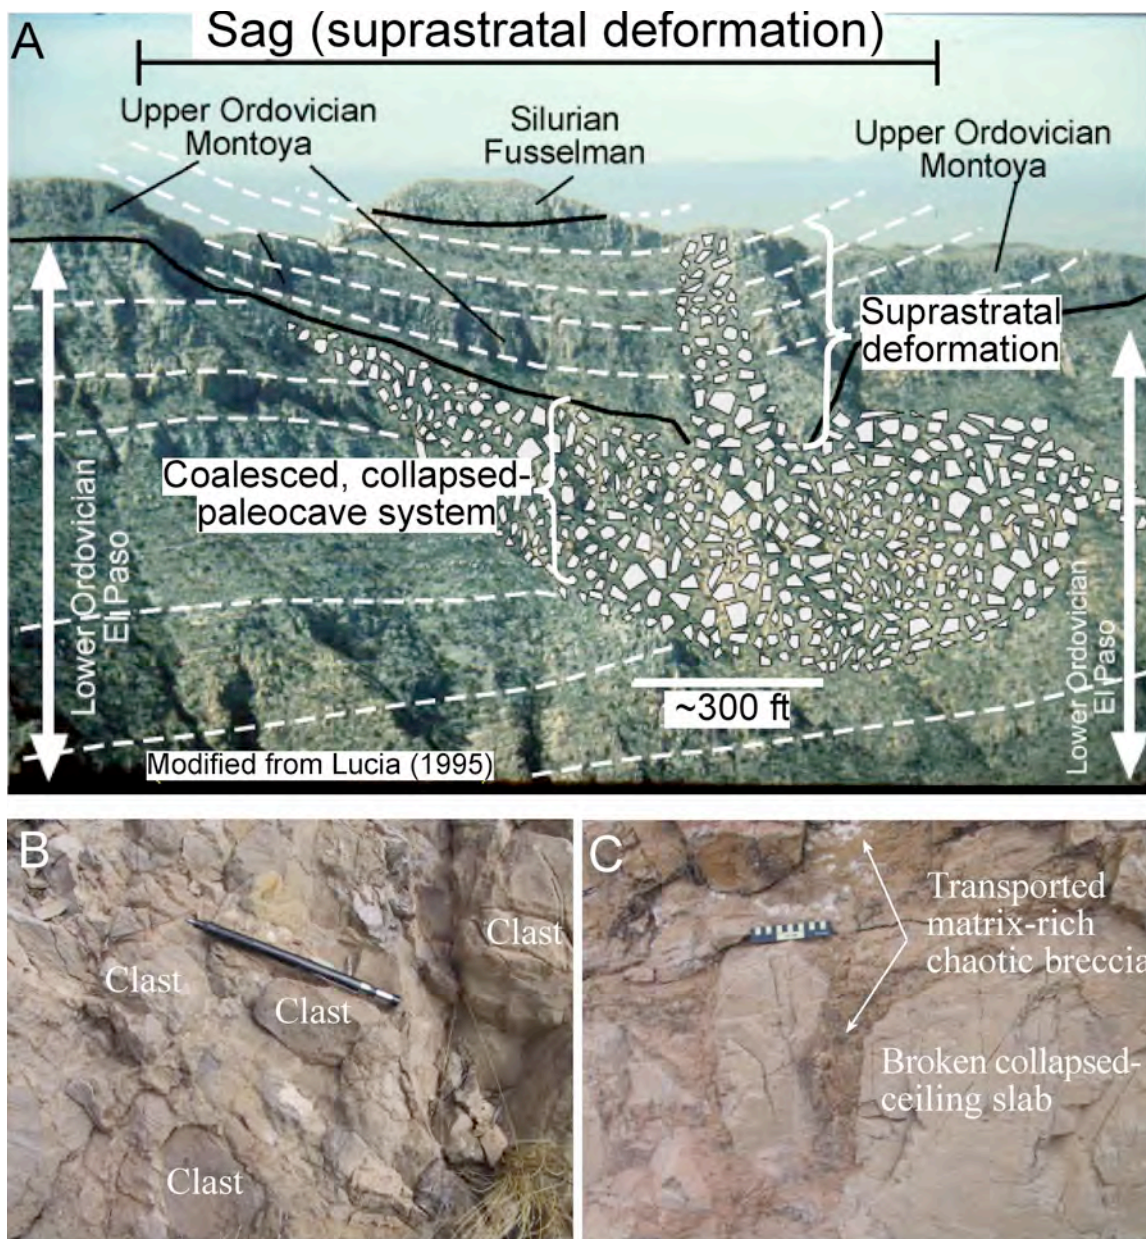 A
Sag (suprastratal deformation)
Upper Ordovician
Montoya
Silurian
Fusselman
Upper Ordovician
Montoya
Suprastratal
deformation
Coalesced, collapsed-
paleocave system
Lower Ordovician
El Paso
Lower Ordovician
El Paso
~300 ft
Modified from Lucia (1995)
B
Clast
Clast
Clast
Clast
C
Transported
matrix-rich
chaotic breccia
Broken collapsed-
ceiling slab